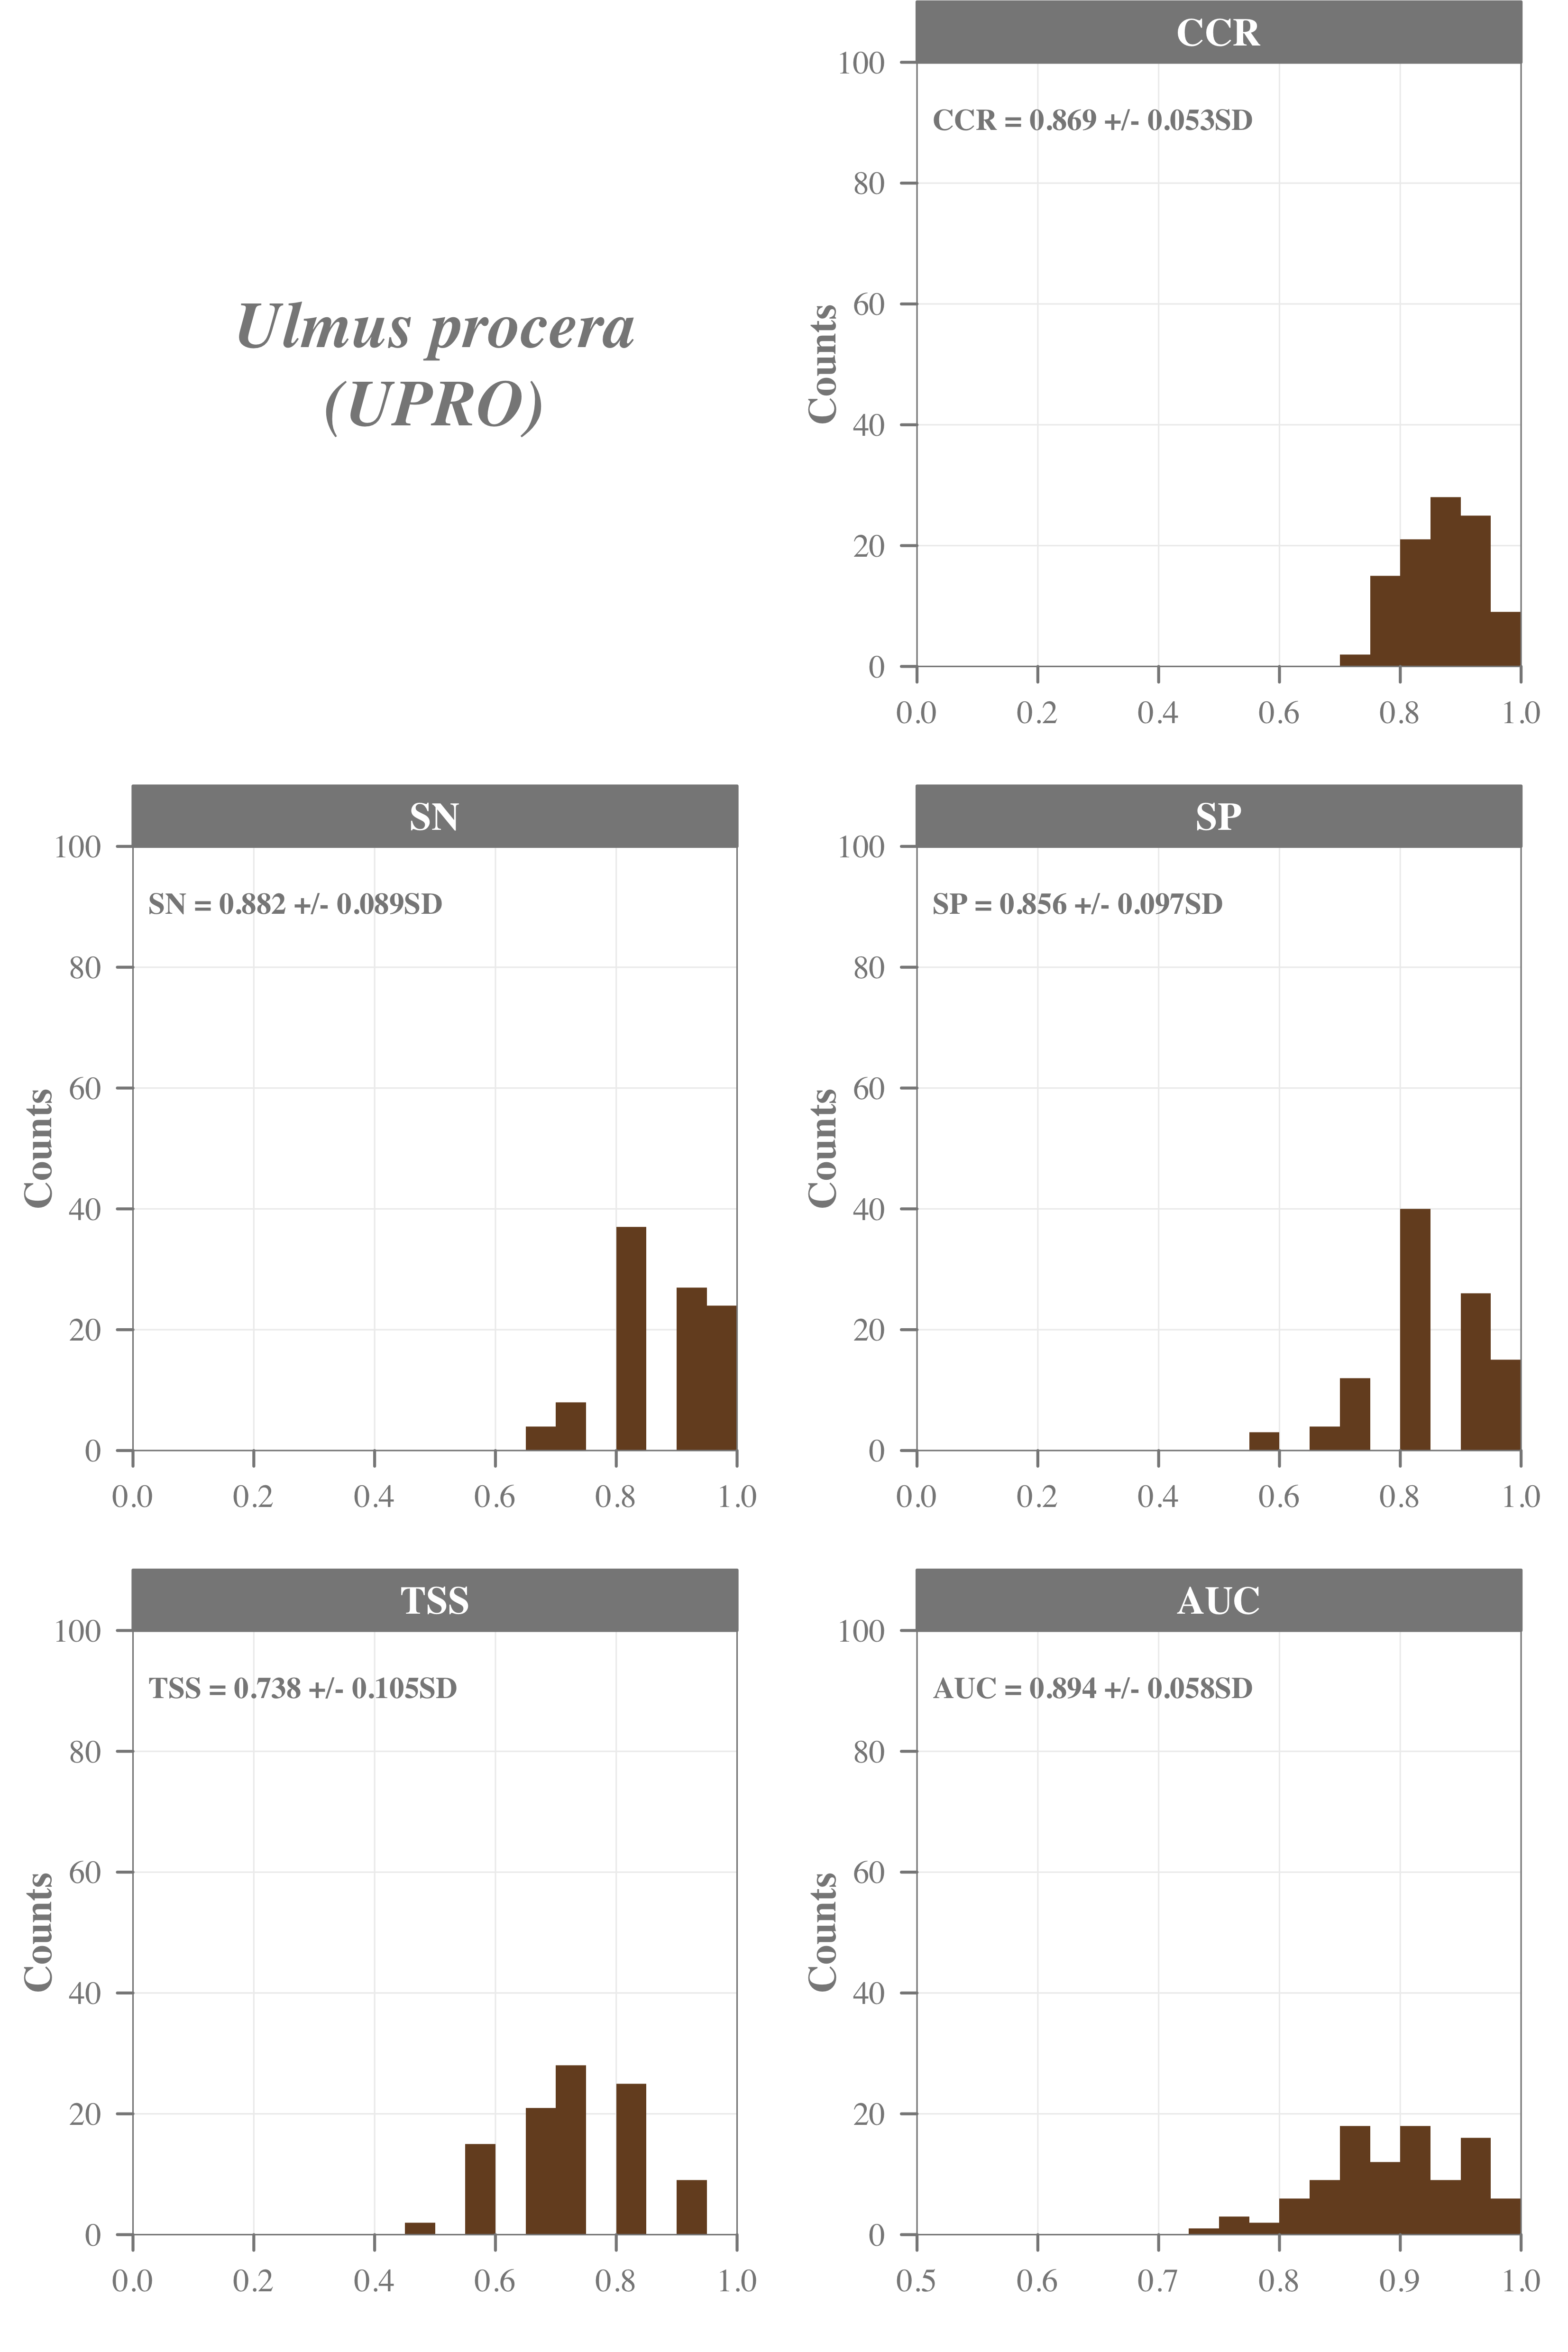 Ulmus procera
(UPRO)
CCR
CCR = 0.869 +/- 0.053SD
Counts
100
80
60
40
20
0
0.0 0.2 0.4 0.6 0.8 1.0
SN
SN = 0.882 +/- 0.089SD
Counts
100
80
60
40
20
0
0.0 0.2 0.4 0.6 0.8 1.0
SP
SP = 0.856 +/- 0.097SD
Counts
100
80
60
40
20
0
0.0 0.2 0.4 0.6 0.8 1.0
TSS
TSS = 0.738 +/- 0.105SD
Counts
100
80
60
40
20
0
0.0 0.2 0.4 0.6 0.8 1.0
AUC
AUC = 0.894 +/- 0.058SD
Counts
100
80
60
40
20
0
0.5 0.6 0.7 0.8 0.9 1.0